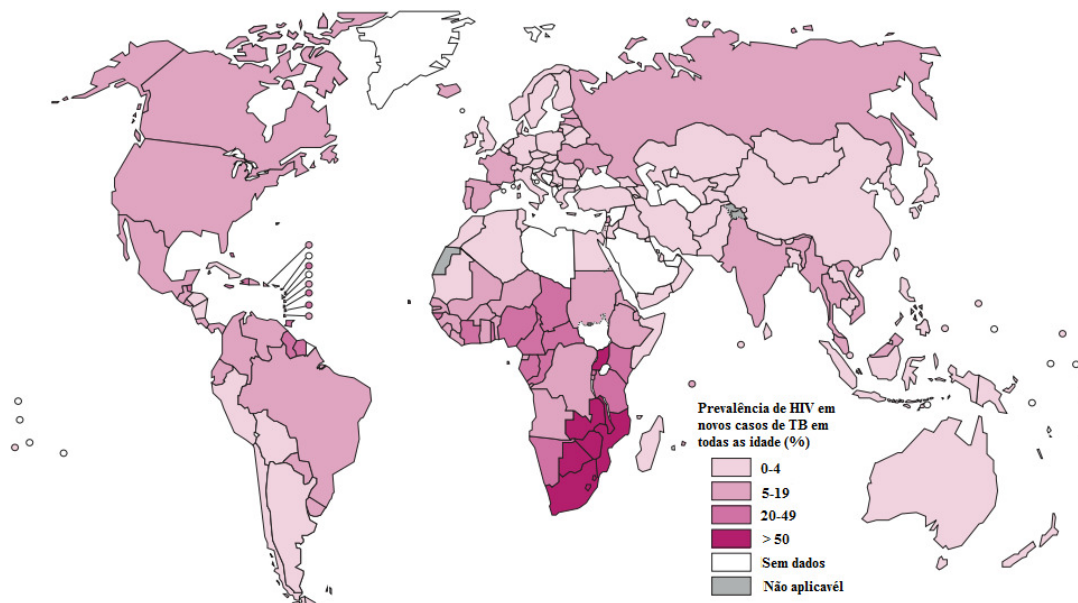 Prevalência de HIV em
novos casos de TB em
todas as idade (%)
0-4
5-19
20-49
> 50
Sem dados
Não aplicavél